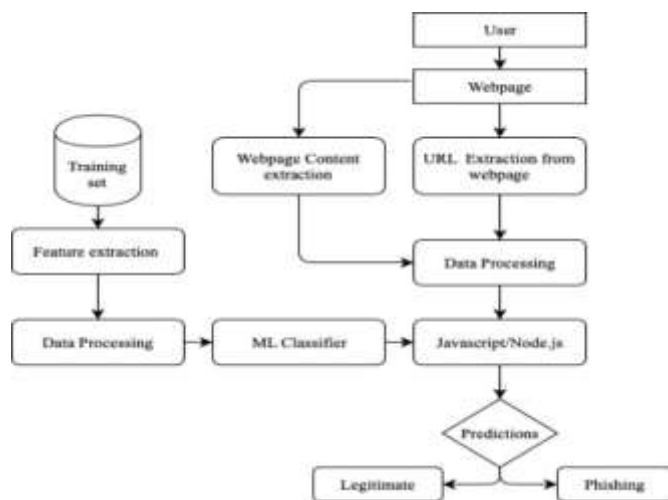 User
Webpage
Webpage Content
extraction
URL Extraction from
webpage
Training
set
Feature extraction
Data Processing
Data Processing
ML Classifier
Javascript/Node.js
Predictions
Legitimate
Phishing